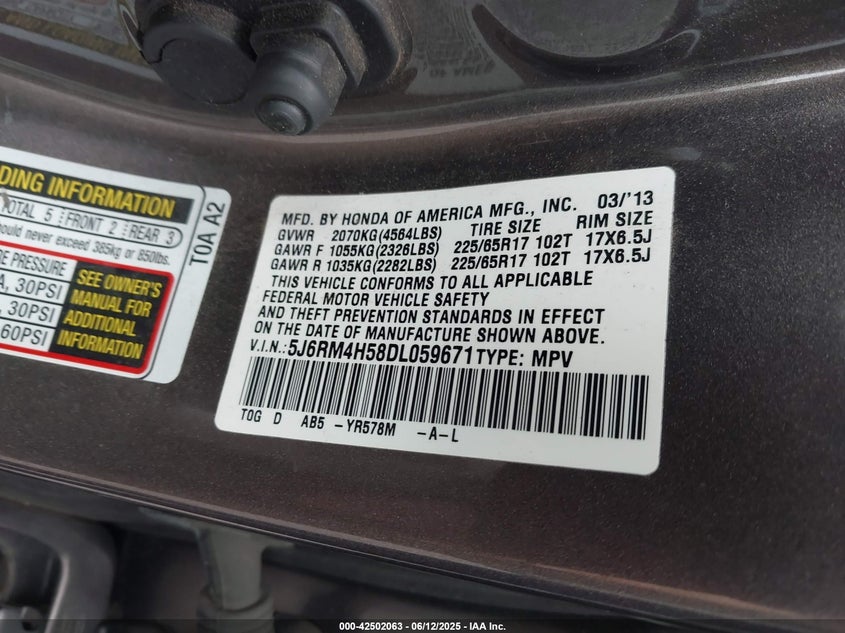 DING INFORMATION
TOTAL 5 FRONT 2 REAR 3
should never exceed 385kg or 850lbs.
PRESSURE
30PSI
30PSI
60PSI
SEE OWNER'S
MANUAL FOR
ADDITIONAL
INFORMATION
T0A A2
MFD. BY HONDA OF AMERICA MFG., INC. 03/'13
GVWR 2070KG(4564LBS) TIRE SIZE RIM SIZE
GAWR F 1055KG(2326LBS) 225/65R17 102T 17X6.5J
GAWR R 1035KG(2282LBS) 225/65R17 102T 17X6.5J
THIS VEHICLE CONFORMS TO ALL APPLICABLE
FEDERAL MOTOR VEHICLE SAFETY
AND THEFT PREVENTION STANDARDS IN EFFECT
ON THE DATE OF MANUFACTURE SHOWN ABOVE.
V.I.N.:5J6RM4H58DL059671 TYPE: MPV
T0G D AB5 -YR578M -A-L
000-42502063 - 06/12/2025 - IAA Inc.